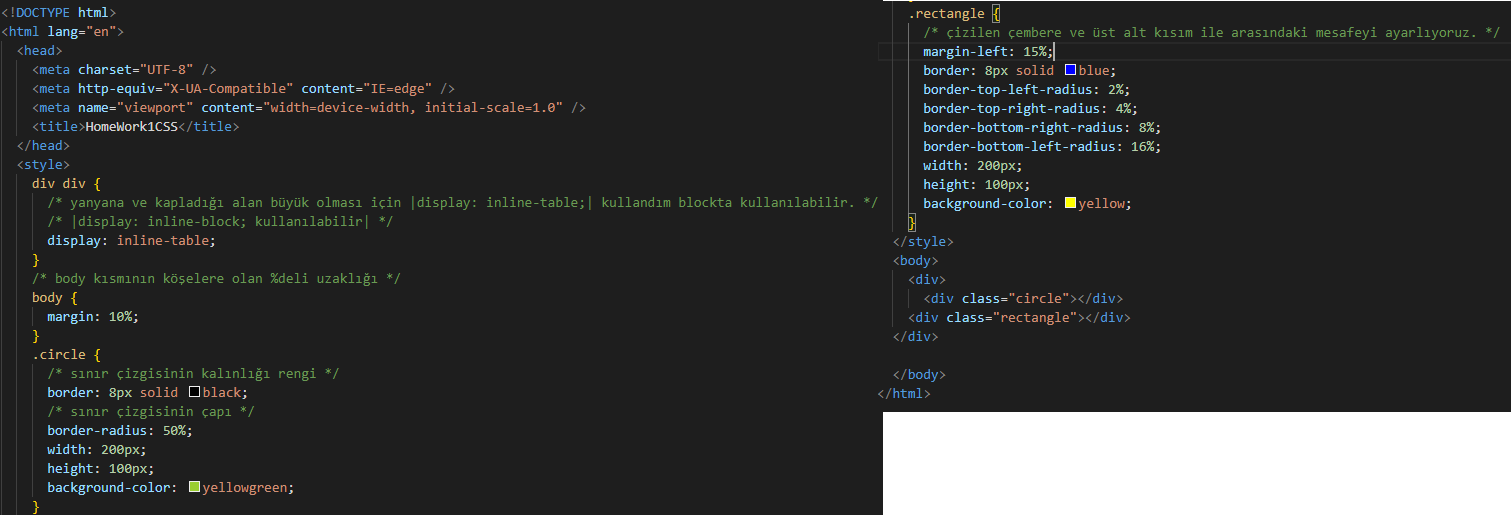 <!DOCTYPE html>
<html lang="en">
  <head>
    <meta charset="UTF-8" />
    <meta http-equiv="X-UA-Compatible" content="IE=edge" />
    <meta name="viewport" content="width=device-width, initial-scale=1.0" />
    <title>HomeWork1CSS</title>
  </head>
  <style>
    div div {
      /* yanyana ve kapladığı alan büyük olması için |display: inline-table;| kullandım blockta kullanılabilir. */
      /* |display: inline-block; kullanılabilir| */
      display: inline-table;
    }
    /* body kısmının köşelere olan %deli uzaklığı */
    body {
      margin: 10%;
    }
    .circle {
      /* sınır çizgisinin kalınlığı rengi */
      border: 8px solid black;
      /* sınır çizgisinin çapı */
      border-radius: 50%;
      width: 200px;
      height: 100px;
      background-color: yellowgreen;
    }
    .rectangle {
      /* çizilen çembere ve üst alt kısım ile arasındaki mesafeyi ayarlıyoruz. */
      margin-left: 15%;
      border: 8px solid blue;
      border-top-left-radius: 2%;
      border-top-right-radius: 4%;
      border-bottom-right-radius: 8%;
      border-bottom-left-radius: 16%;
      width: 200px;
      height: 100px;
      background-color: yellow;
    }
  </style>
  <body>
    <div>
      <div class="circle"></div>
    <div class="rectangle"></div>
  </div>
  </body>
</html>